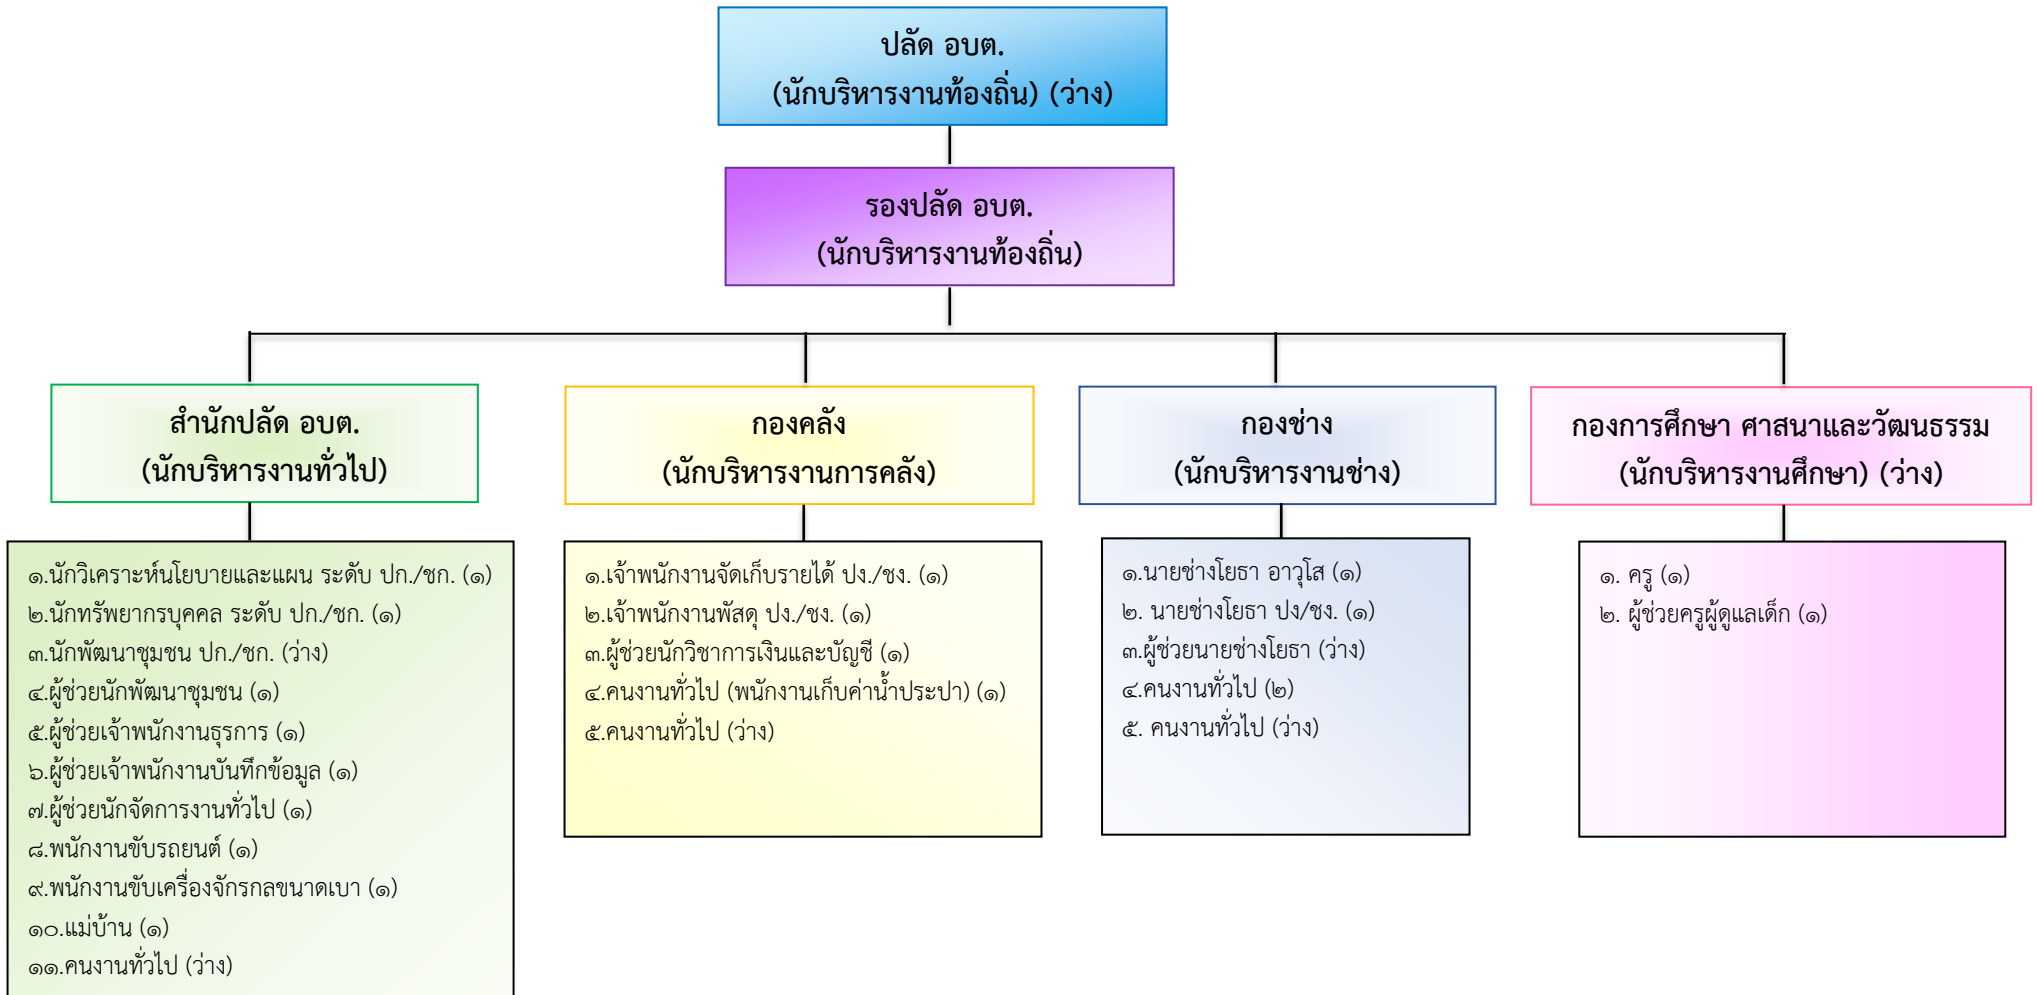 ปลัด อบต.
(นักบริหารงานท้องถิ่น) (ว่าง)
รองปลัด อบต.
(นักบริหารงานท้องถิ่น)
สำนักปลัด อบต.
(นักบริหารงานทั่วไป)
๑.นักวิเคราะห์นโยบายและแผน ระดับ ปก./ชก. (๑)
๒.นักทรัพยากรบุคคล ระดับ ปก./ชก. (๑)
๓.นักพัฒนาชุมชน ปก./ชก. (ว่าง)
๔.ผู้ช่วยนักพัฒนาชุมชน (๑)
๕.ผู้ช่วยเจ้าพนักงานธุรการ (๑)
๖.ผู้ช่วยเจ้าพนักงานบันทึกข้อมูล (๑)
๗.ผู้ช่วยนักจัดการงานทั่วไป (๑)
๘.พนักงานขับรถยนต์ (๑)
๙.พนักงานขับเครื่องจักรกลขนาดเบา (๑)
๑๐.แม่บ้าน (๑)
๑๑.คนงานทั่วไป (ว่าง)
กองคลัง
(นักบริหารงานการคลัง)
๑.เจ้าพนักงานจัดเก็บรายได้ ปง./ชง. (๑)
๒.เจ้าพนักงานพัสดุ ปง./ชง. (๑)
๓.ผู้ช่วยนักวิชาการเงินและบัญชี (๑)
๔.คนงานทั่วไป (พนักงานเก็บค่าน้ำประปา) (๑)
๕.คนงานทั่วไป (ว่าง)
กองช่าง
(นักบริหารงานช่าง)
๑.นายช่างโยธา อาวุโส (๑)
๒. นายช่างโยธา ปง/ชง. (๑)
๓.ผู้ช่วยนายช่างโยธา (ว่าง)
๔.คนงานทั่วไป (๒)
๕. คนงานทั่วไป (ว่าง)
กองการศึกษา ศาสนาและวัฒนธรรม
(นักบริหารงานศึกษา) (ว่าง)
๑. ครู (๑)
๒. ผู้ช่วยครูผู้ดูแลเด็ก (๑)